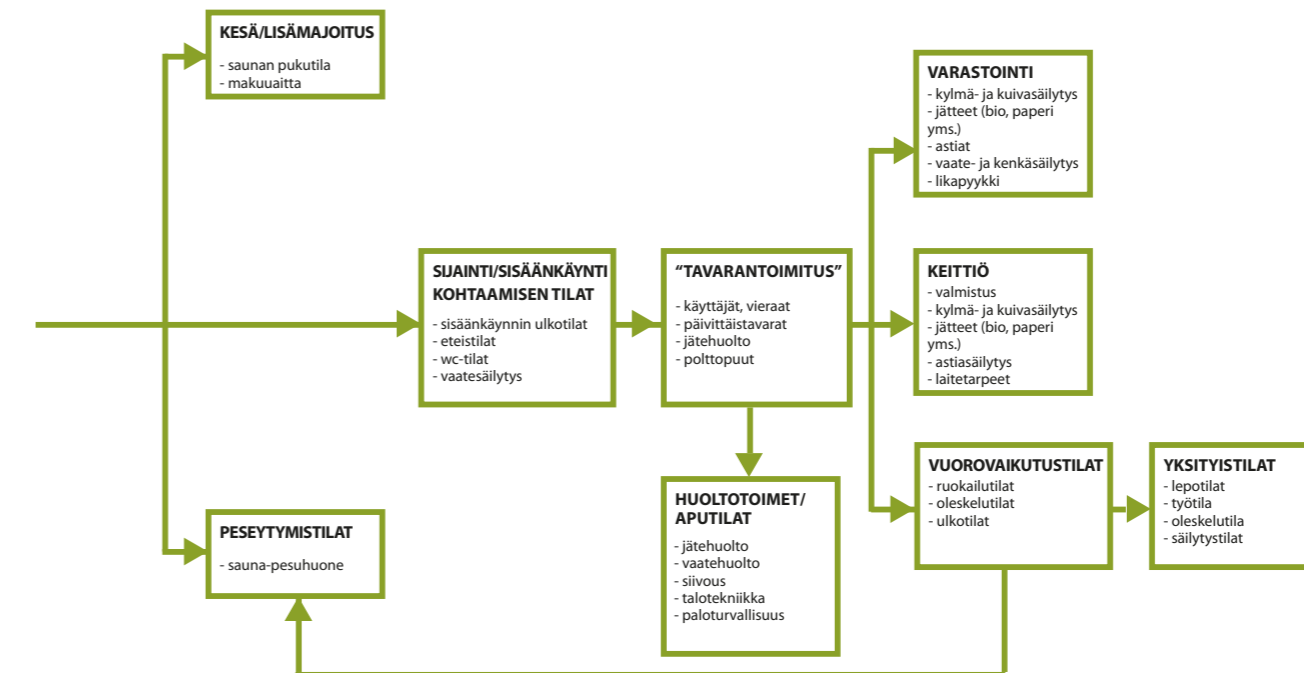 KESÄ/LISÄMAJOITUS
- saunan pukutila
- makuuaitta
PESEYTYMISTILAT
- sauna-pesuhuone
SIJAINTI/SISÄÄNKÄYNTI
KOHTAAMISEN TILAT
- sisäänkäynnin ulkotilat
- eteistilat
- wc-tilat
- vaatesäilytys
“TAVARANTOIMITUS”
- käyttäjät, vieraat
- päivittäistavarat
- jätehuolto
- polttopuut
HUOLTOTOIMET/
APUTILAT
- jätehuolto
- vaatehuolto
- siivous
- talotekniikka
- paloturvallisuus
VARASTOINTI
- kylmä- ja kuivasäilytys
- jätteet (bio, paperi
yms.)
- astiat
- vaate- ja kenkäsäilytys
- likapyykki
KEITTIÖ
- valmistus
- kylmä- ja kuivasäilytys
- jätteet (bio, paperi
yms.)
- astiasäilytys
- laitetarpeet
VUOROVAIKUTUSTILAT
- ruokailutilat
- oleskelutilat
- ulkotilat
YKSITYISTILAT
- lepotilat
- työtila
- oleskelutila
- säilytystilat